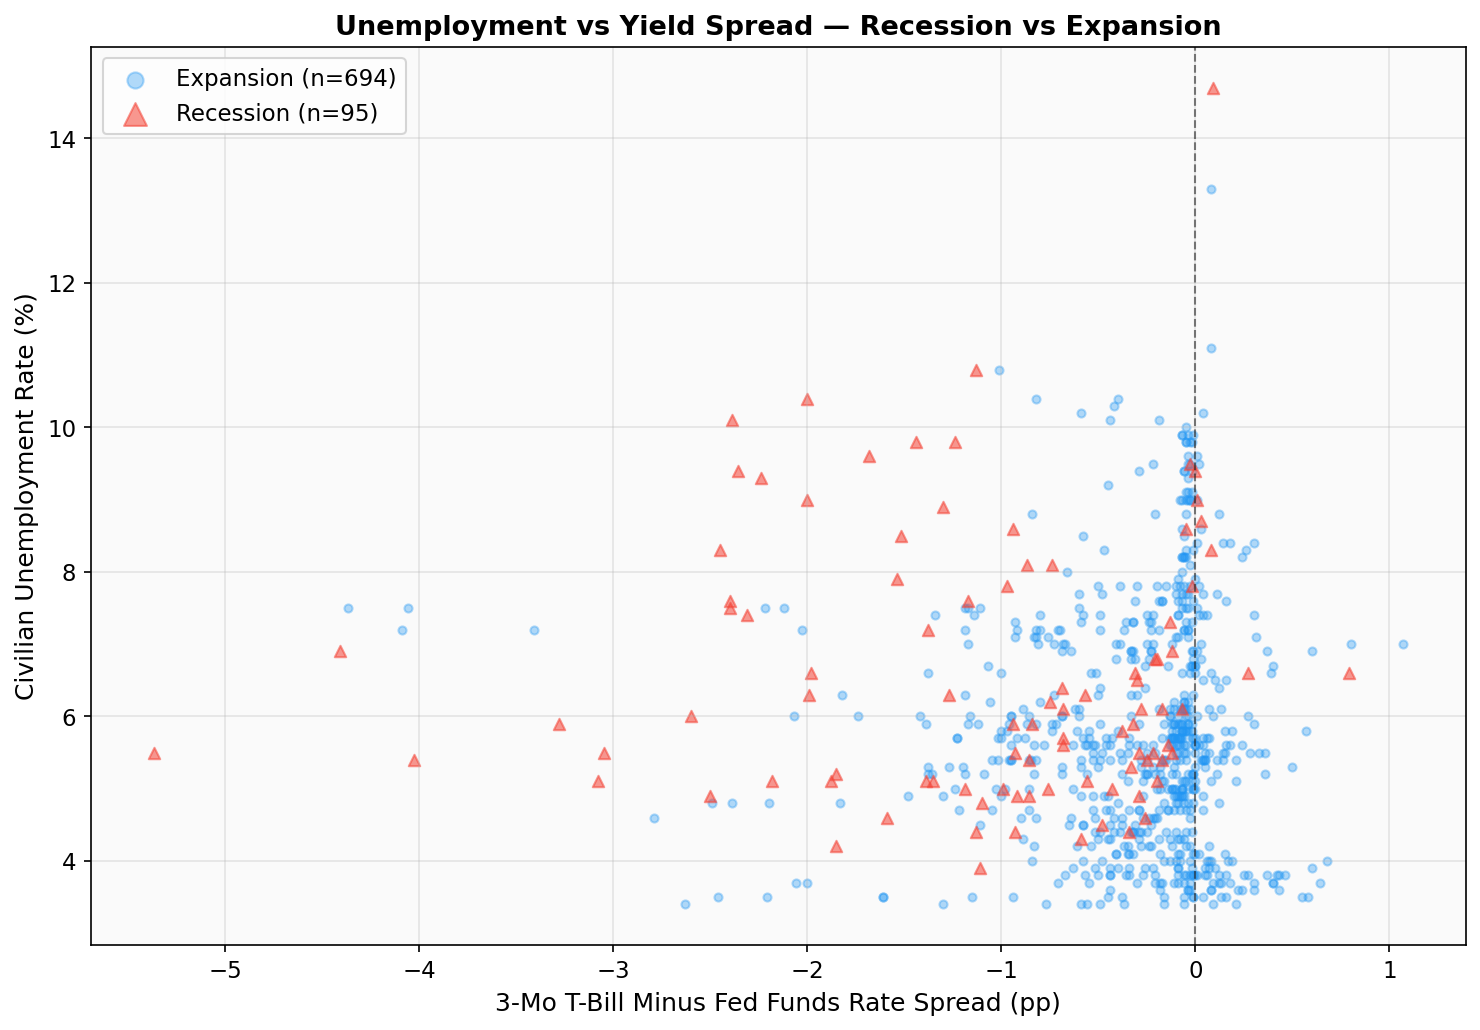 Unemployment vs Yield Spread — Recession vs Expansion
Expansion (n=694)
Recession (n=95)
Civilian Unemployment Rate (%)
14
12
10
8
6
4
−5 −4 −3 −2 −1 0 1
3-Mo T-Bill Minus Fed Funds Rate Spread (pp)